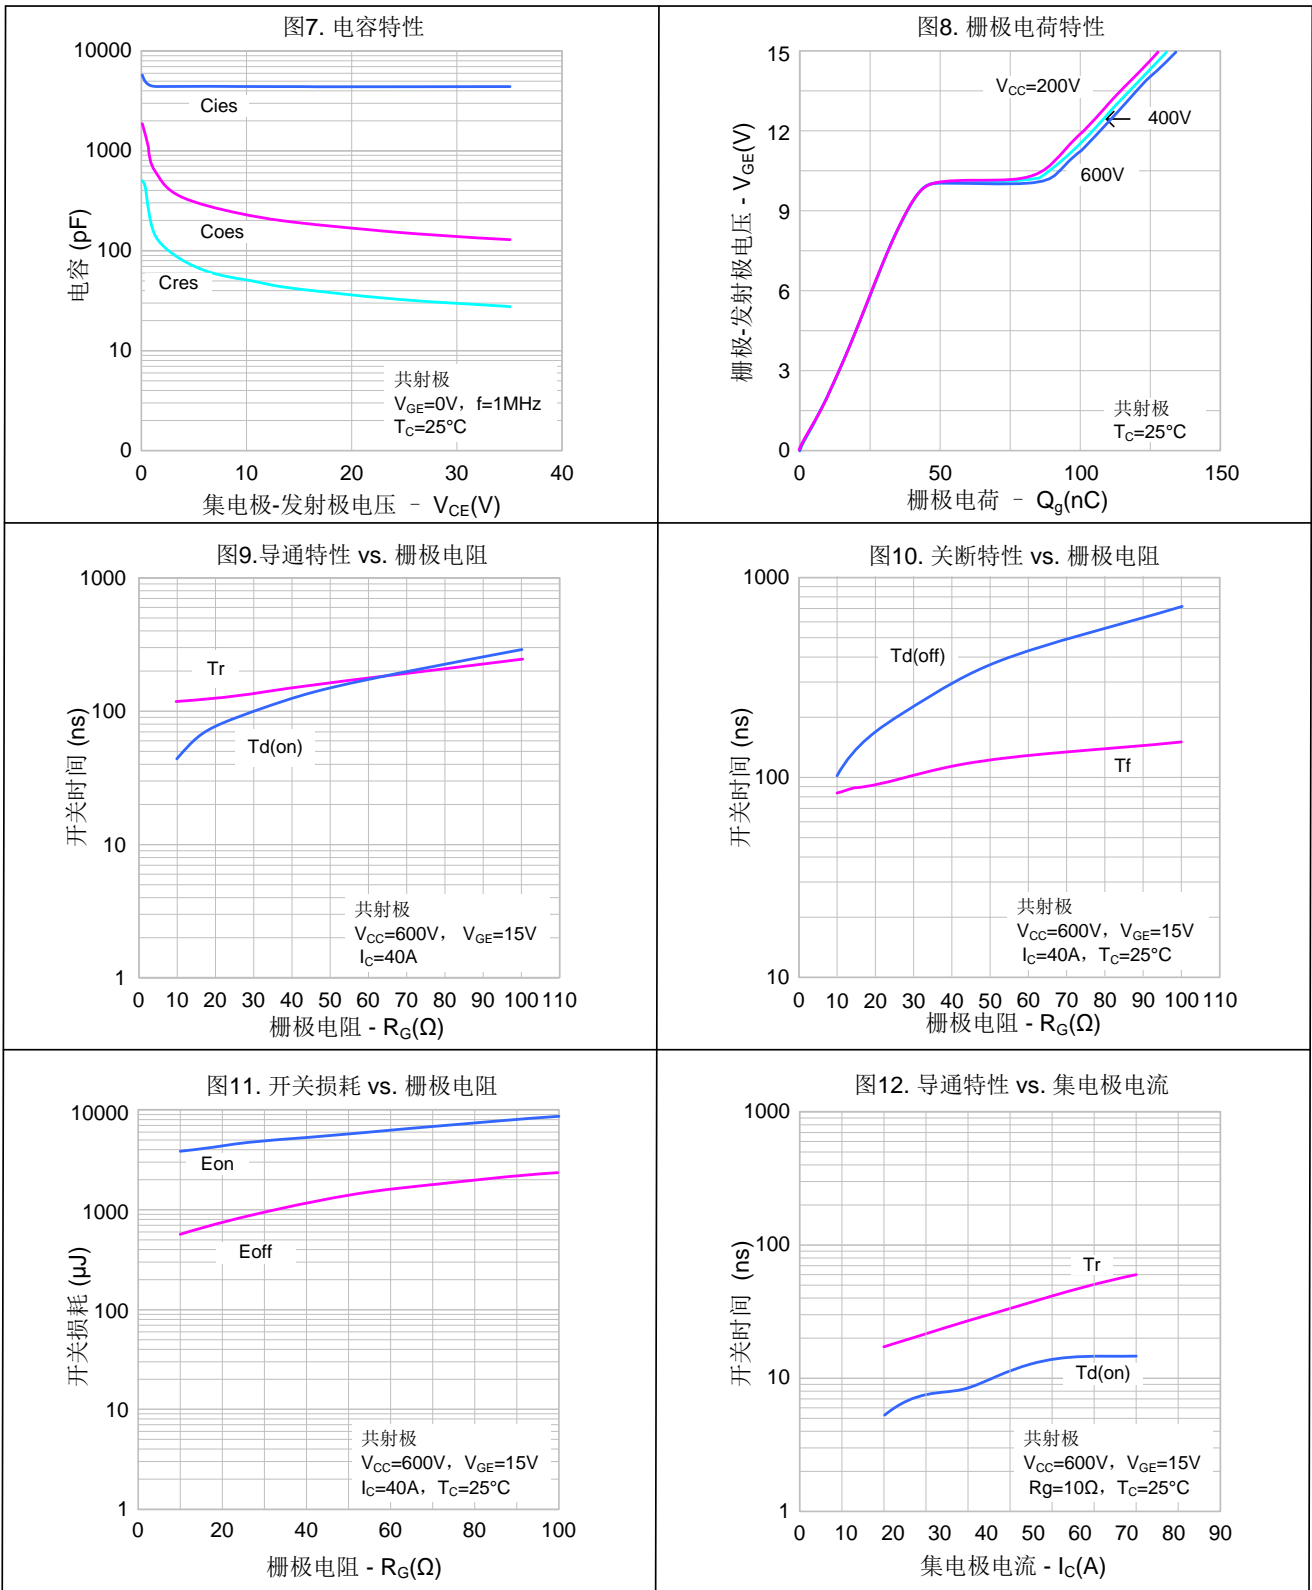 图7. 电容特性
10000
1000
100
10
0
电容 (pF)
Cies
Coes
Cres
共射极
VGE=0V，f=1MHz
TC=25°C
0 10 20 30 40
集电极-发射极电压 - VCE(V)
图8. 栅极电荷特性
15
12
9
6
3
0
栅极-发射极电压 - VGE(V)
VCC=200V
400V
600V
共射极
TC=25°C
0 50 100 150
栅极电荷 - Qg(nC)
图9.导通特性 vs. 栅极电阻
1000
100
10
1
开关时间 (ns)
Tr
Td(on)
共射极
VCC=600V， VGE=15V
IC=40A
0 10 20 30 40 50 60 70 80 90 100 110
栅极电阻 - RG(Ω)
图10. 关断特性 vs. 栅极电阻
1000
100
10
开关时间 (ns)
Td(off)
Tf
共射极
VCC=600V，VGE=15V
IC=40A，TC=25°C
0 10 20 30 40 50 60 70 80 90 100 110
栅极电阻 - RG(Ω)
图11. 开关损耗 vs. 栅极电阻
10000
1000
100
10
1
开关损耗 (μJ)
Eon
Eoff
共射极
VCC=600V，VGE=15V
IC=40A，TC=25°C
0 20 40 60 80 100
栅极电阻 - RG(Ω)
图12. 导通特性 vs. 集电极电流
1000
100
10
1
开关时间 (ns)
Tr
Td(on)
共射极
VCC=600V，VGE=15V
Rg=10Ω，TC=25°C
0 10 20 30 40 50 60 70 80 90
集电极电流 - IC(A)